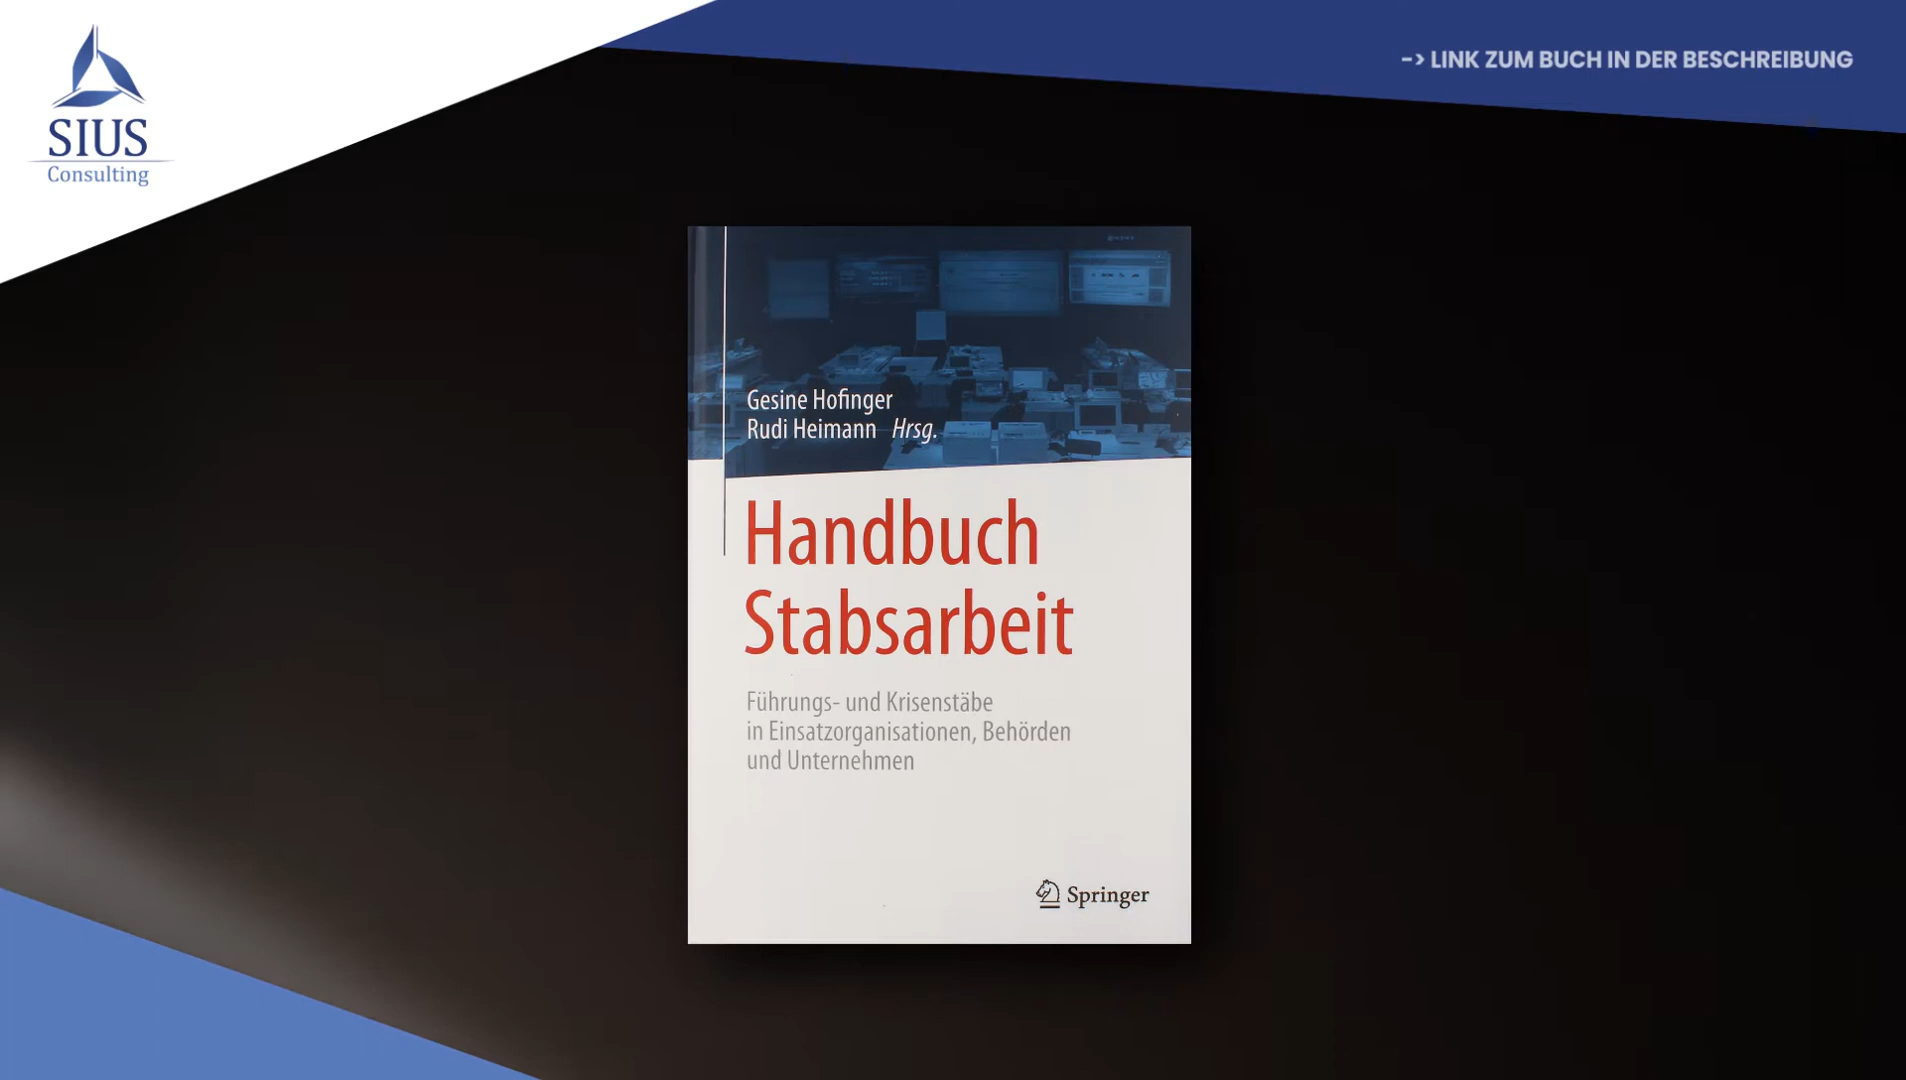 SIUS
Consulting
-> LINK ZUM BUCH IN DER BESCHREIBUNG
Gesine Hofinger
Rudi Heimann Hrsg.
Handbuch
Stabsarbeit
Führungs- und Krisenstäbe
in Einsatzorganisationen, Behörden
und Unternehmen
Springer